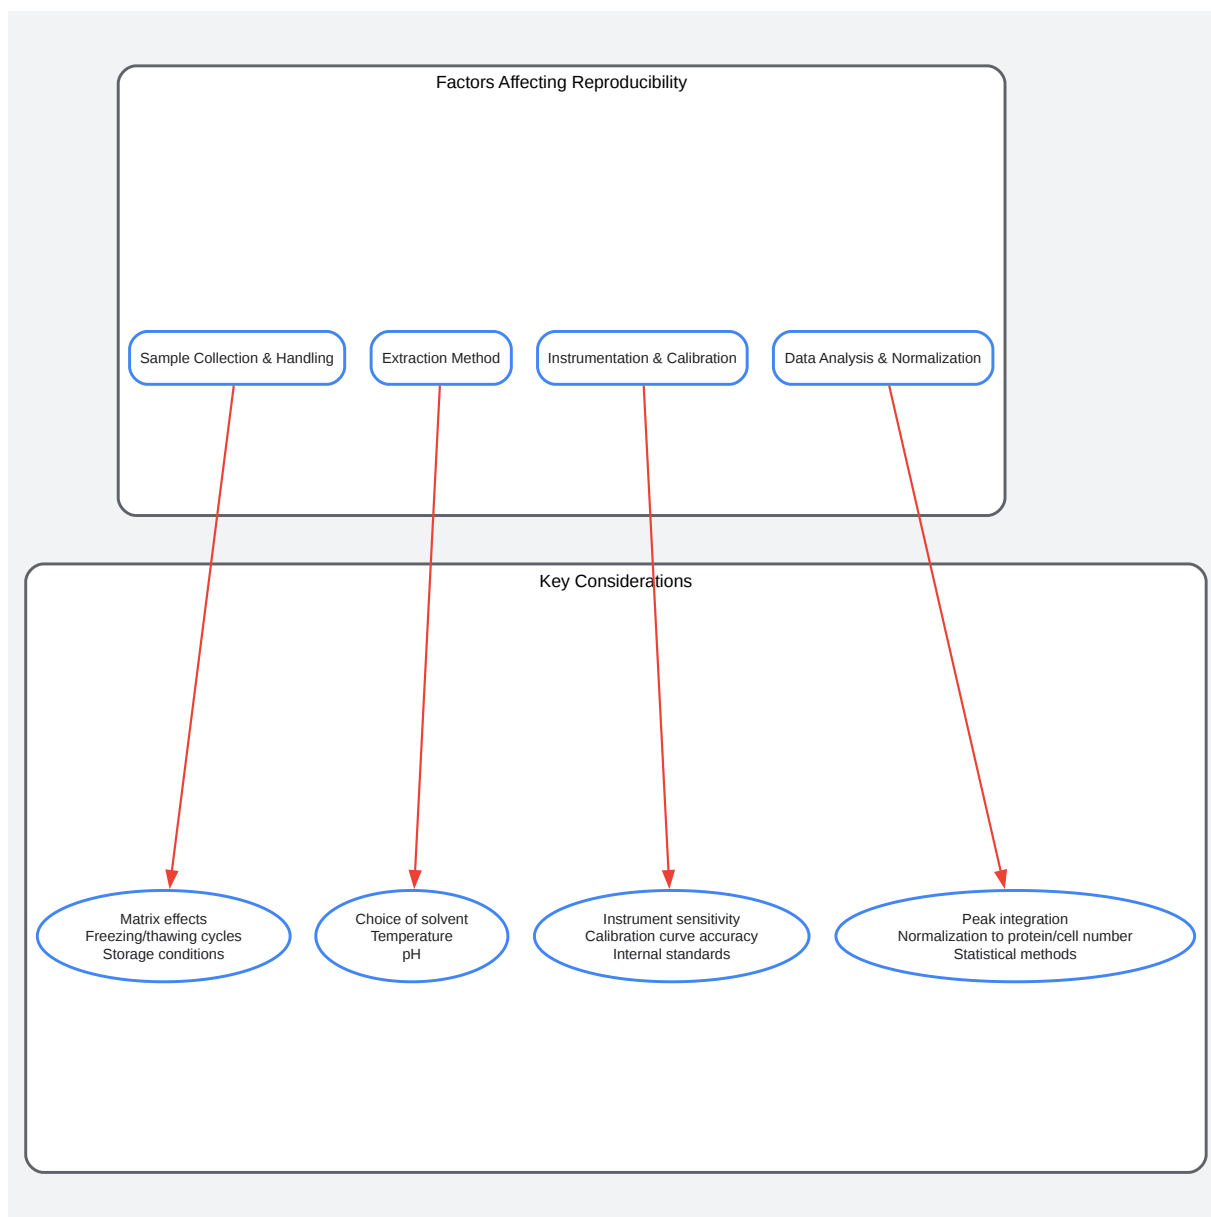 Factors Affecting Reproducibility
Sample Collection & Handling
Extraction Method
Instrumentation & Calibration
Data Analysis & Normalization
Key Considerations
Matrix effects
Freezing/thawing cycles
Storage conditions
Choice of solvent
Temperature
pH
Instrument sensitivity
Calibration curve accuracy
Internal standards
Peak integration
Normalization to protein/cell number
Statistical methods